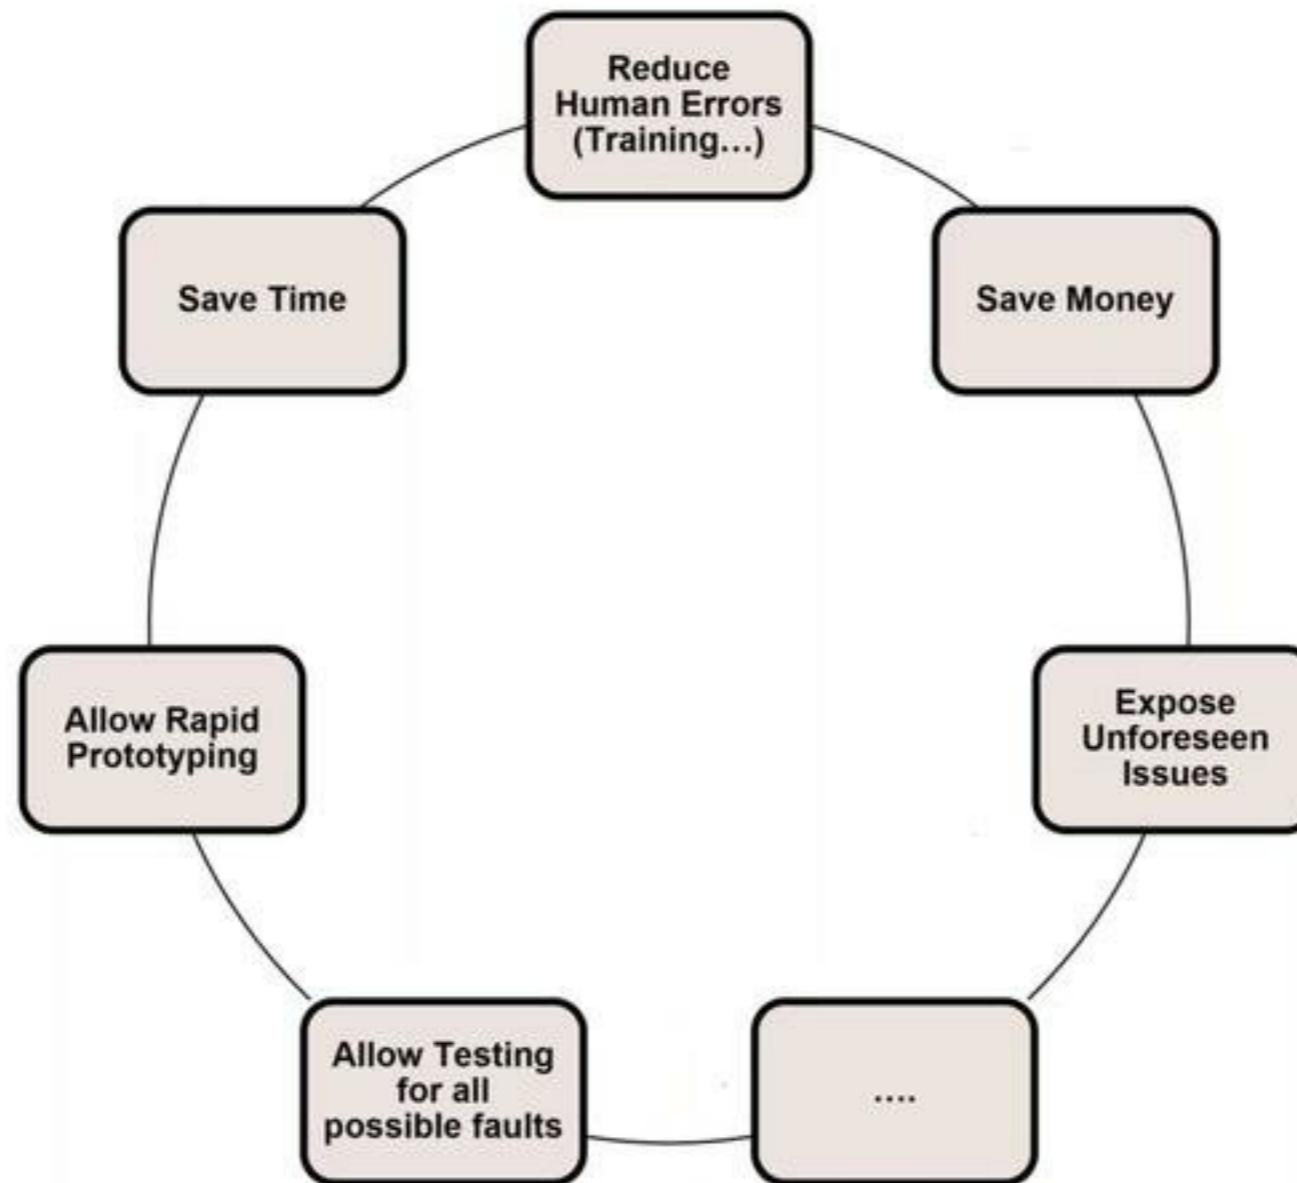 Reduce
Human Errors
(Training...)
Save Time
Save Money
Allow Rapid
Prototyping
Expose
Unforeseen
Issues
Allow Testing
for all
possible faults
....